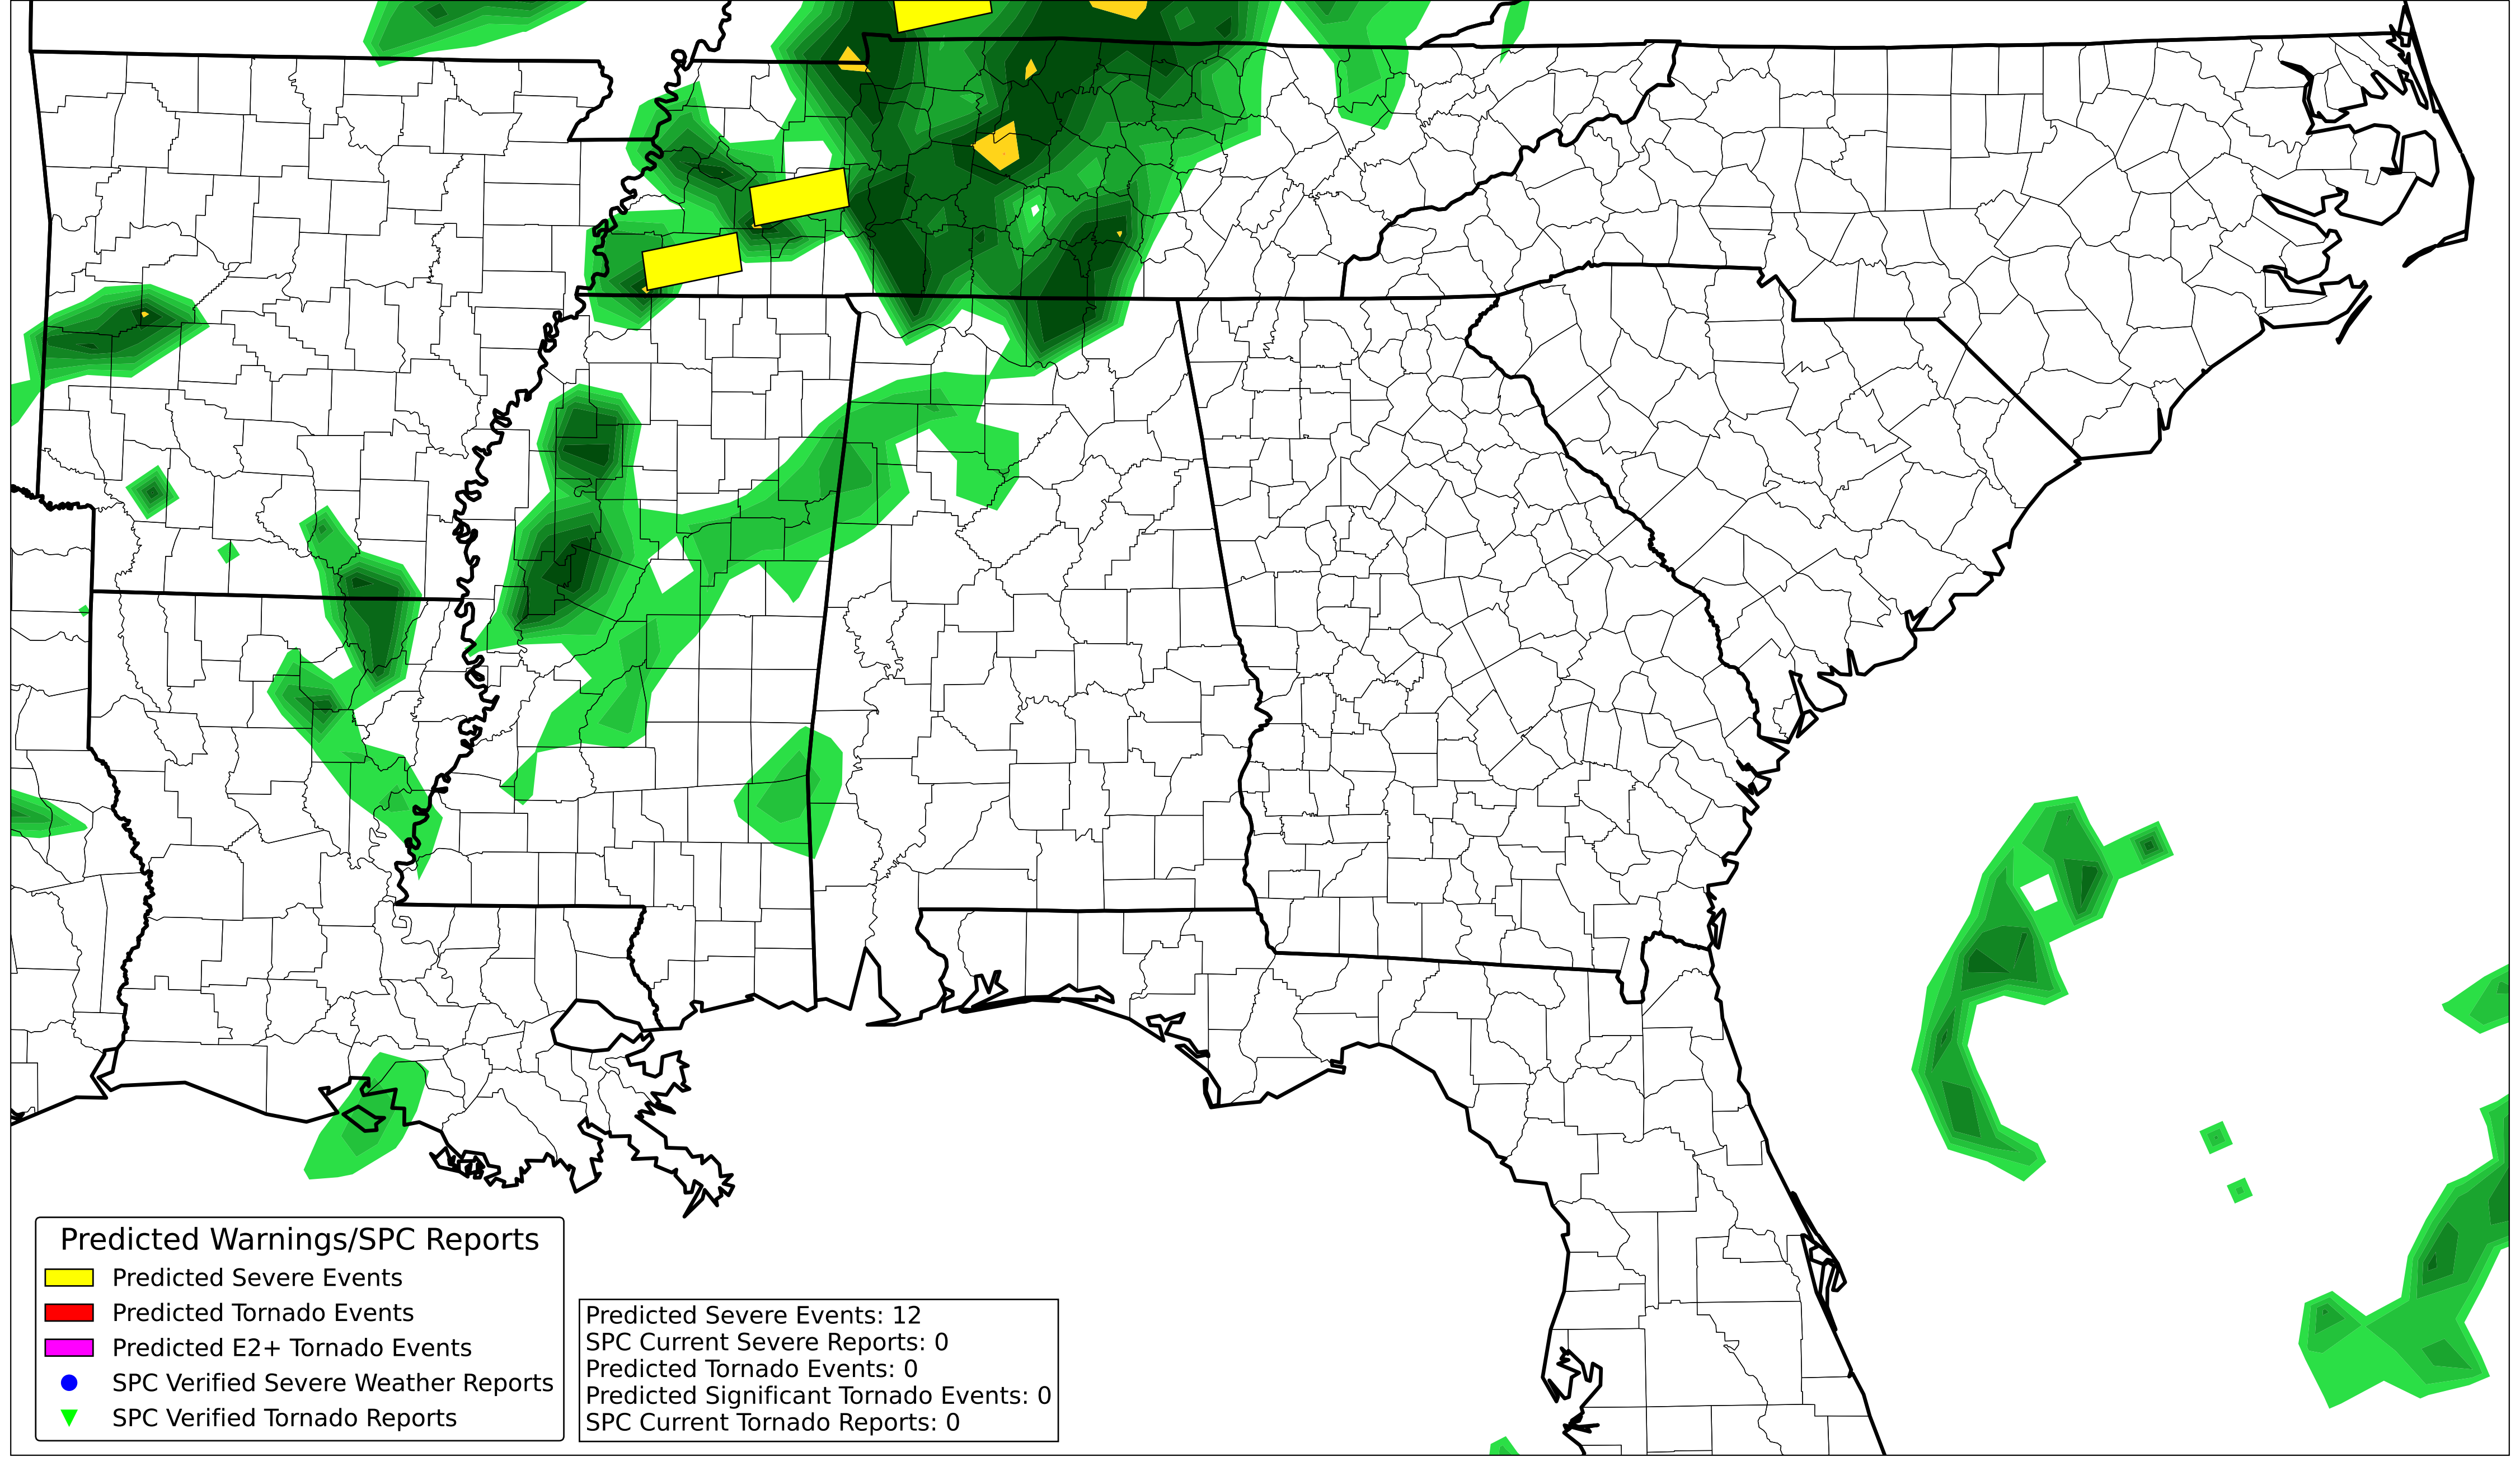 Predicted Warnings/SPC Reports
Predicted Severe Events
Predicted Tornado Events
Predicted E2+ Tornado Events
SPC Verified Severe Weather Reports
SPC Verified Tornado Reports
Predicted Severe Events: 12
SPC Current Severe Reports: 0
Predicted Tornado Events: 0
Predicted Significant Tornado Events: 0
SPC Current Tornado Reports: 0